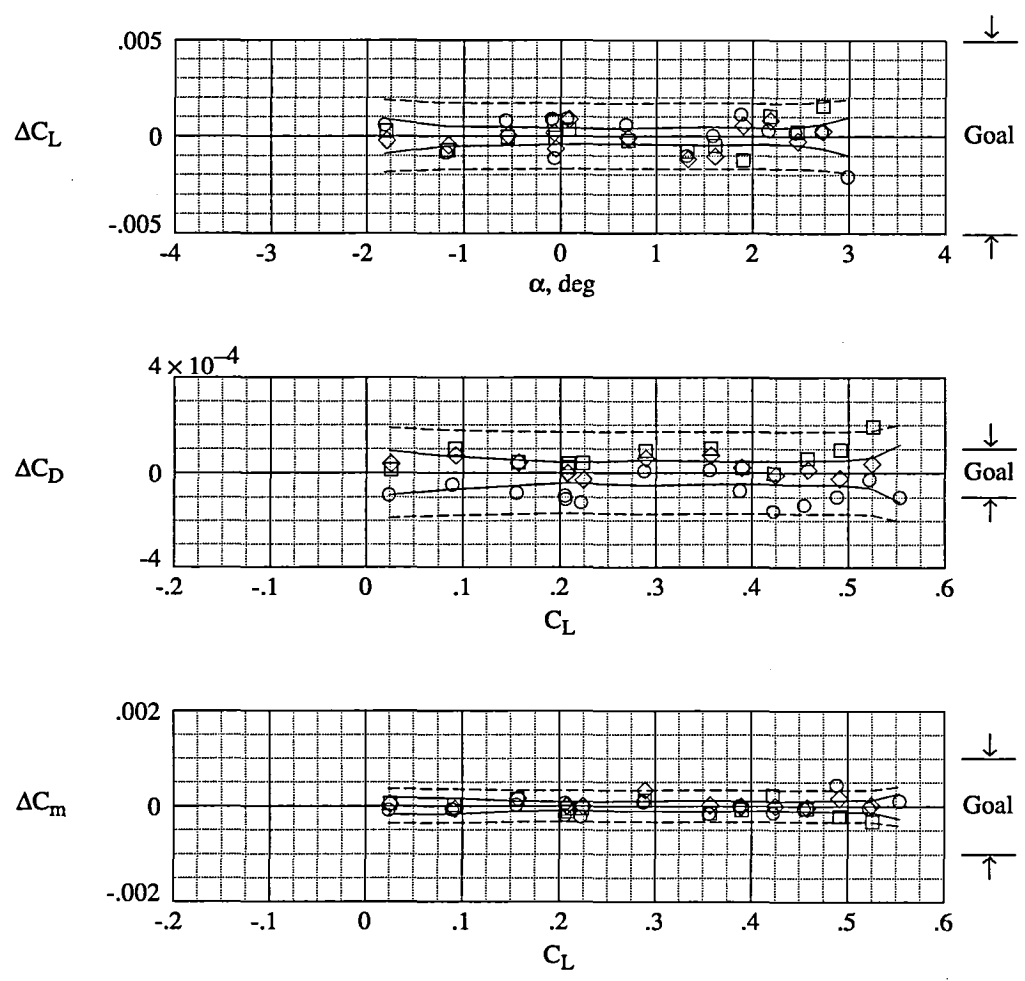 .005
ΔC_L
0
Goal
-.005
-4 -3 -2 -1 0 1 2 3 4
α, deg
4 × 10⁻⁴
ΔC_D
0
Goal
-4
-.2 -.1 0 .1 .2 .3 .4 .5 .6
C_L
.002
ΔC_m
0
Goal
-.002
-.2 -.1 0 .1 .2 .3 .4 .5 .6
C_L